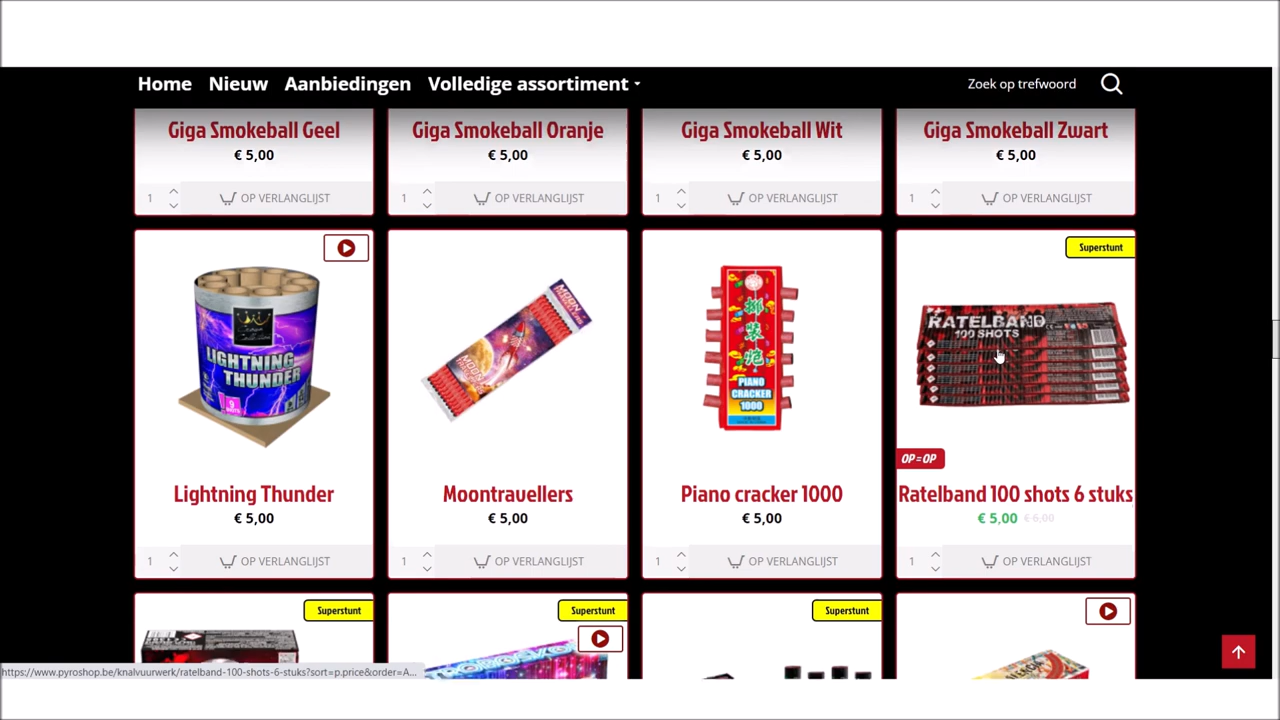 Home Nieuw Aanbiedingen Volledige assortiment Zoek op trefwoord
Giga Smokeball Geel
€ 5,00
1 OP VERLANGLIJST
Giga Smokeball Oranje
€ 5,00
1 OP VERLANGLIJST
Giga Smokeball Wit
€ 5,00
1 OP VERLANGLIJST
Giga Smokeball Zwart
€ 5,00
1 OP VERLANGLIJST
LIGHTNING
THUNDER
9
SHOTS
Lightning Thunder
€ 5,00
1 OP VERLANGLIJST
MOON
Moontravellers
€ 5,00
1 OP VERLANGLIJST
PIANO
CRACKER
1000
Piano cracker 1000
€ 5,00
1 OP VERLANGLIJST
Superstunt
RATELBAND
100 SHOTS
OP=OP
Ratelband 100 shots 6 stuks
€ 5,00 € 6,00
1 OP VERLANGLIJST
Superstunt
Superstunt
Superstunt
https://www.pyroshop.be/knalvuurwerk/ratelband-100-shots-6-stuks?sort=p.price&order=A...